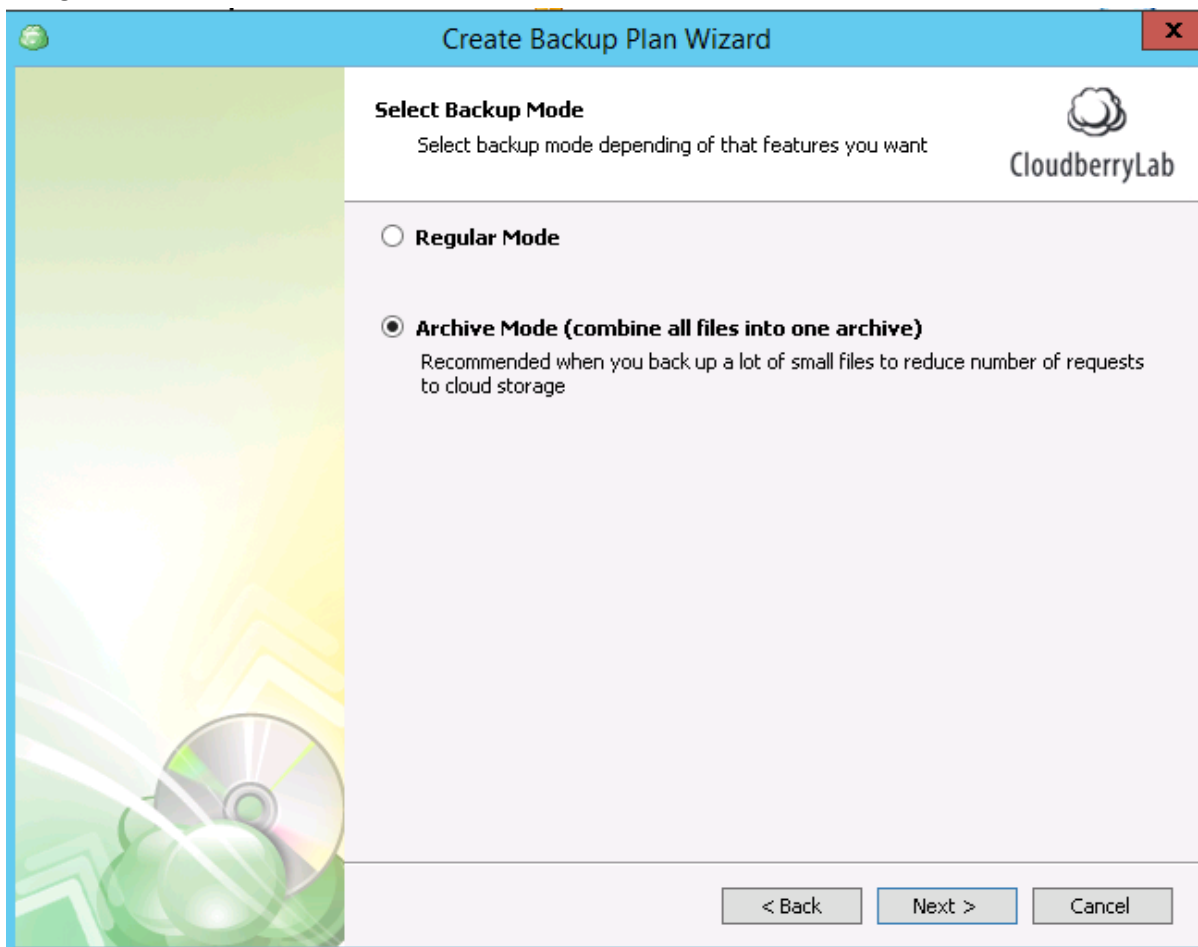 Create Backup Plan Wizard
x
Select Backup Mode
Select backup mode depending of that features you want
CloudberryLab
Regular Mode
Archive Mode (combine all files into one archive)
Recommended when you back up a lot of small files to reduce number of requests
to cloud storage
< Back
Next >
Cancel